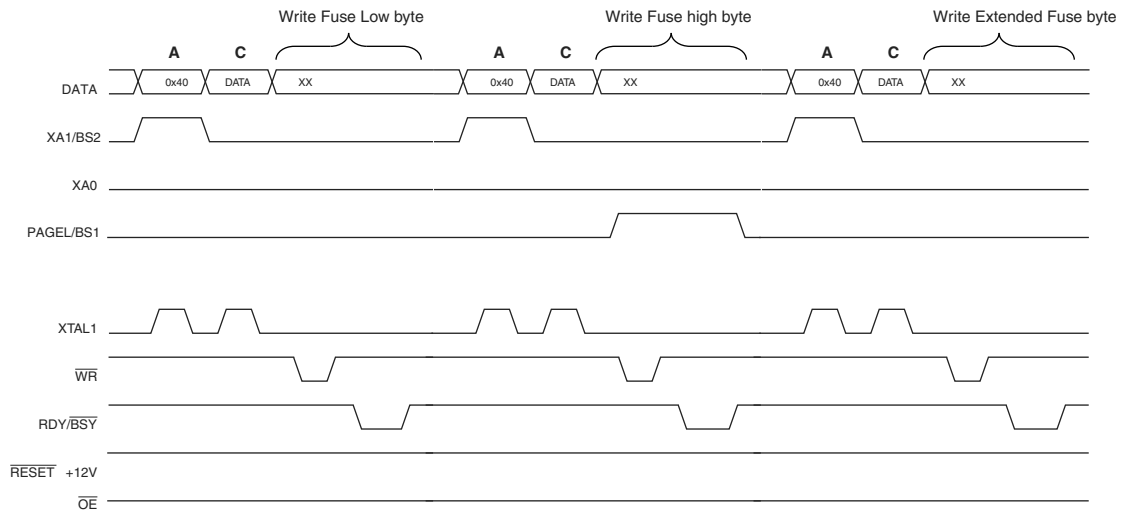 Write Fuse Low byte Write Fuse high byte Write Extended Fuse byte
A C A C A C
DATA 0x40 DATA XX 0x40 DATA XX 0x40 DATA XX
XA1/BS2
XA0
PAGEL/BS1
XTAL1
WR
RDY/BSY
RESET +12V
OE